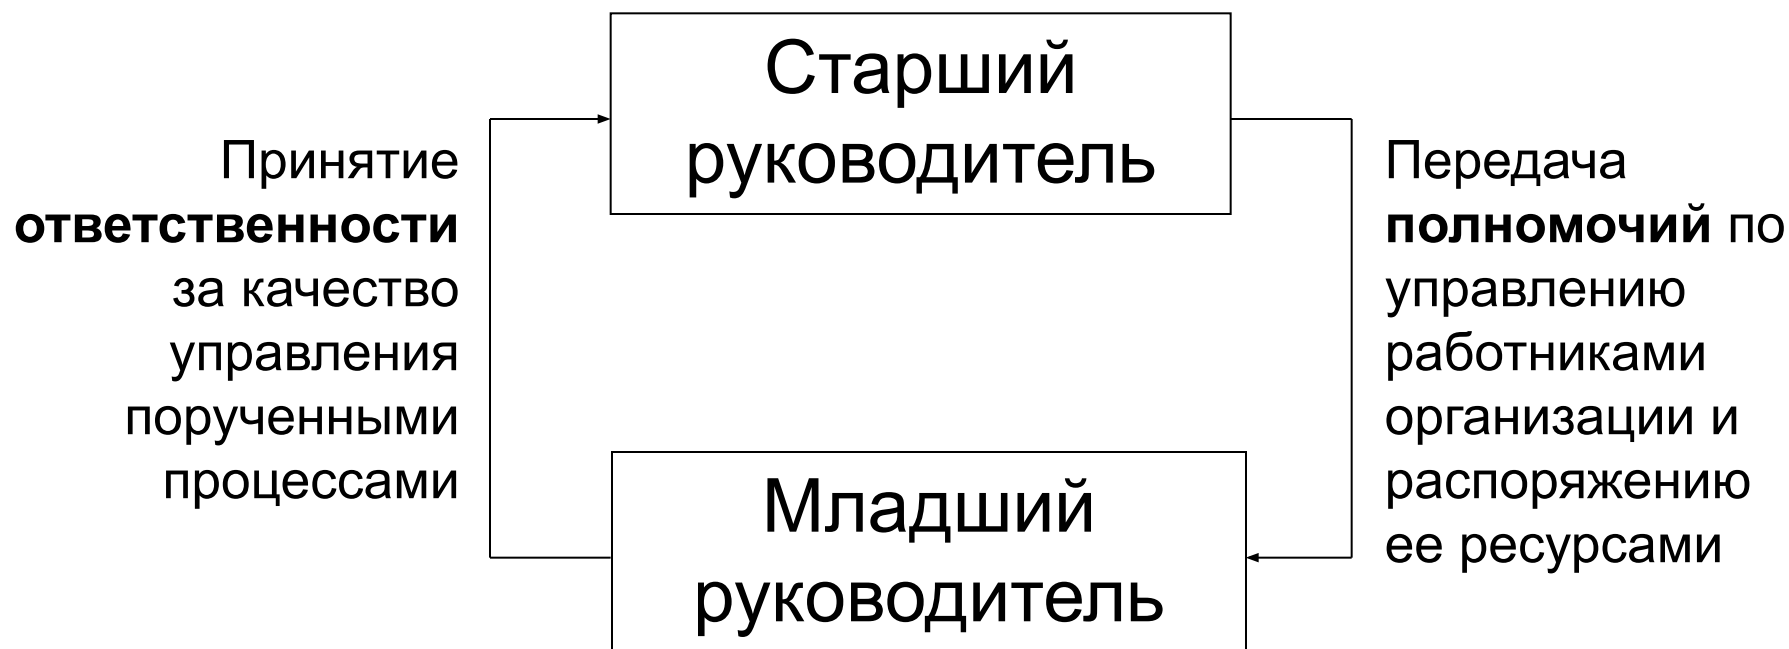 Старший
руководитель
Принятие
ответственности
за качество
управления
порученными
процессами
Передача
полномочий по
управлению
работниками
организации и
распоряжению
ее ресурсами
Младший
руководитель